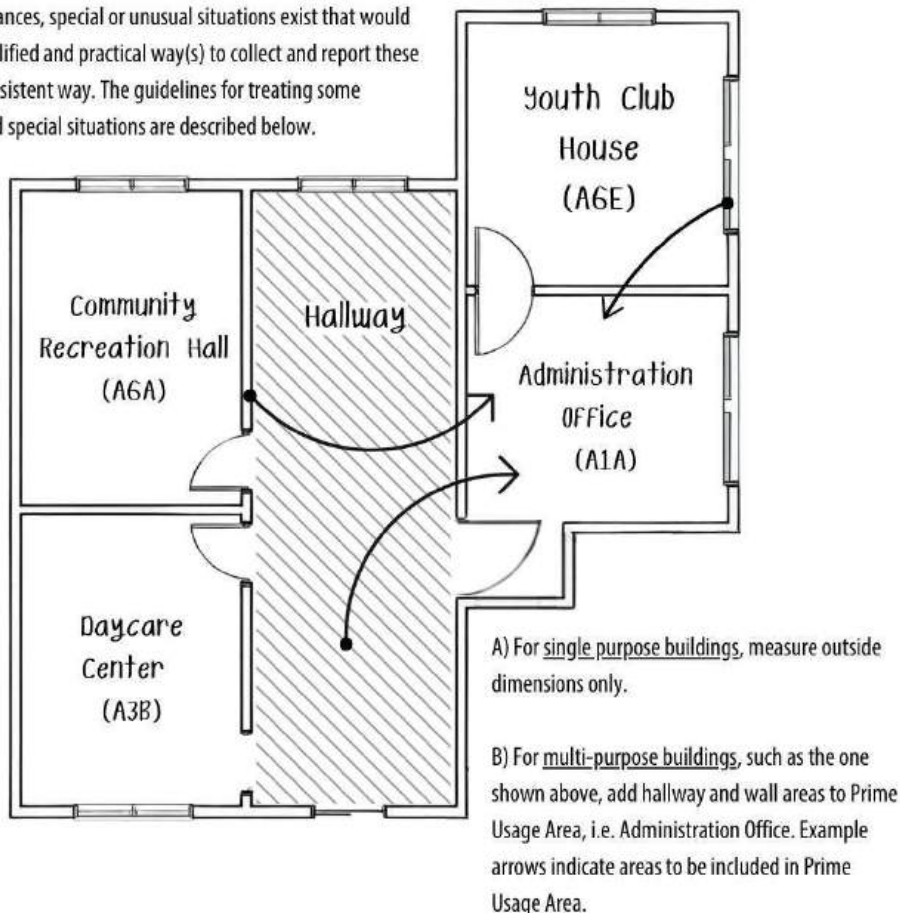 ances, special or unusual situations exist that would
lified and practical way(s) to collect and report these
sistent way. The guidelines for treating some
d special situations are described below.
Youth Club
House
(A6E)
Community
Recreation Hall
(A6A)
Hallway
Administration
Office
(A1A)
Daycare
Center
(A3B)
A) For single purpose buildings, measure outside
dimensions only.
B) For multi-purpose buildings, such as the one
shown above, add hallway and wall areas to Prime
Usage Area, i.e. Administration Office. Example
arrows indicate areas to be included in Prime
Usage Area.